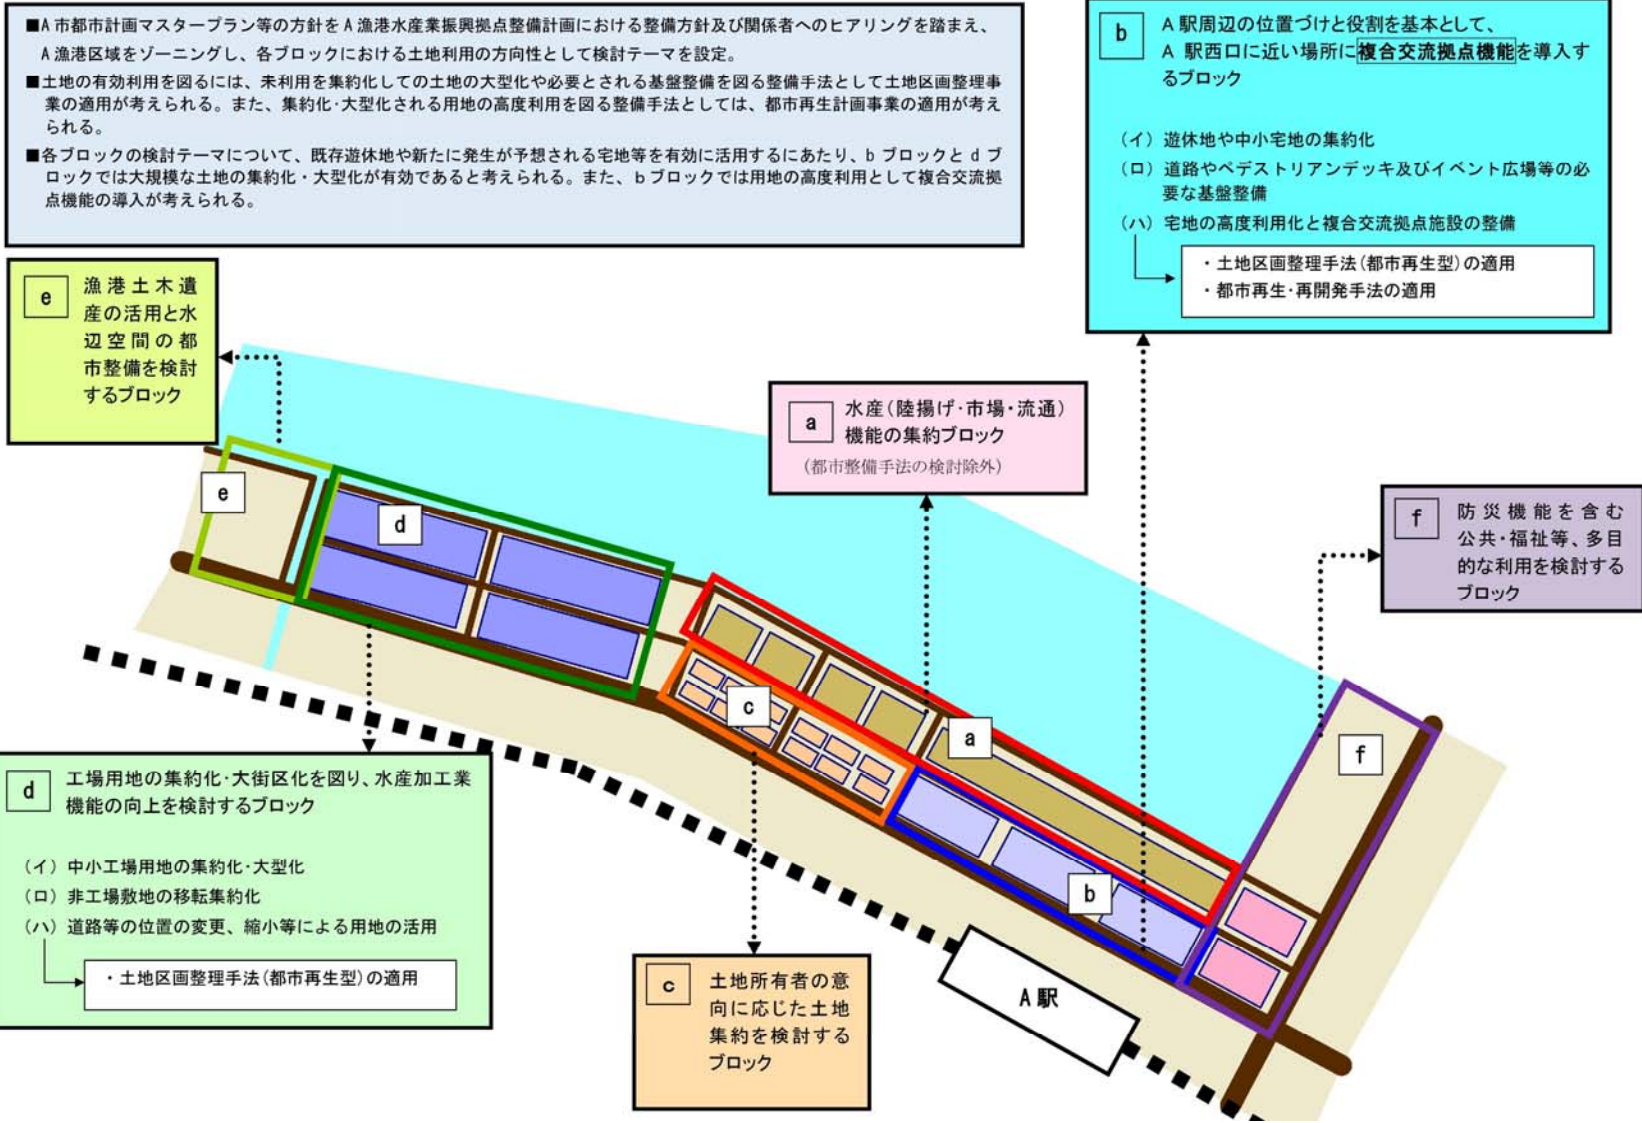 ■A市都市計画マスタープラン等の方針をA漁港水産業振興拠点整備計画における整備方針及び関係者へのヒアリングを踏まえ、
A漁港区域をゾーニングし、各ブロックにおける土地利用の方向性として検討テーマを設定。
■土地の有効利用を図るには、未利用を集約化しての土地の大型化や必要とされる基盤整備を図る整備手法として土地区画整理事
業の適用が考えられる。また、集約化・大型化される用地の高度利用を図る整備手法としては、都市再生計画事業の適用が考え
られる。
■各ブロックの検討テーマについて、既存遊休地や新たに発生が予想される宅地等を有効に活用するにあたり、bブロックとdブ
ロックでは大規模な土地の集約化・大型化が有効であると考えられる。また、bブロックでは用地の高度利用として複合交流拠
点機能の導入が考えられる。
b
A駅周辺の位置づけと役割を基本として、
A 駅西口に近い場所に複合交流拠点機能を導入す
るブロック
(イ) 遊休地や中小宅地の集約化
(ロ) 道路やペデストリアンデッキ及びイベント広場等の必
要な基盤整備
(ハ) 宅地の高度利用化と複合交流拠点施設の整備
・土地区画整理手法(都市再生型)の適用
・都市再生・再開発手法の適用
e
漁港土木遺
産の活用と水
辺空間の都
市整備を検討
するブロック
a
水産(陸揚げ・市場・流通)
機能の集約ブロック
(都市整備手法の検討除外)
f
防災機能を含む
公共・福祉等、多目
的な利用を検討する
ブロック
e
d
c
a
f
b
A駅
d
工場用地の集約化・大街区化を図り、水産加工業
機能の向上を検討するブロック
(イ) 中小工場用地の集約化・大型化
(ロ) 非工場敷地の移転集約化
(ハ) 道路等の位置の変更、縮小等による用地の活用
・土地区画整理手法(都市再生型)の適用
c
土地所有者の意
向に応じた土地
集約を検討する
ブロック